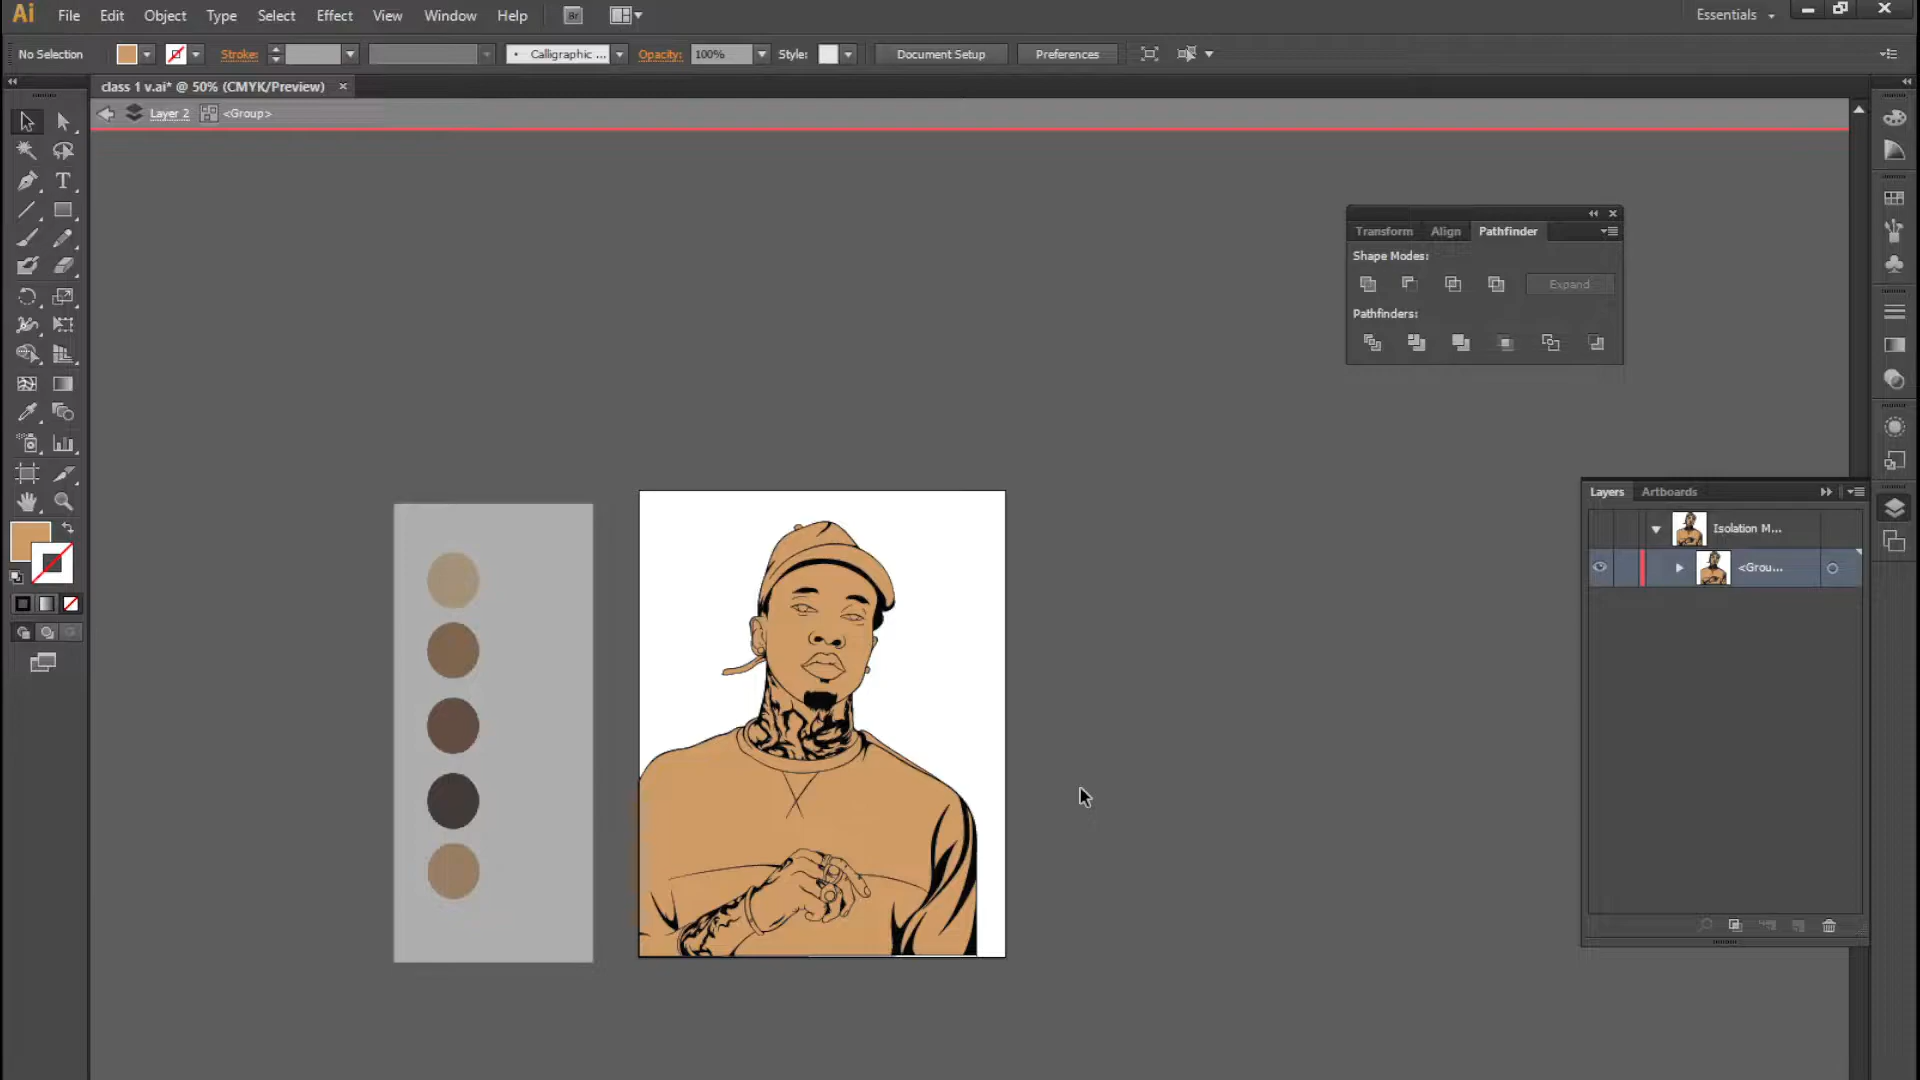 Ai File Edit Object Type Select Effect View Window Help Br Essentials
No Selection Stroke: Calligraphic ... Opacity: 100% Style: Document Setup Preferences
class 1 v.ai* @ 50% (CMYK/Preview)
Layer 2 <Group>
Transform Align Pathfinder
Shape Modes:
Expand
Pathfinders:
Layers Artboards
Isolation M...
<Grou...